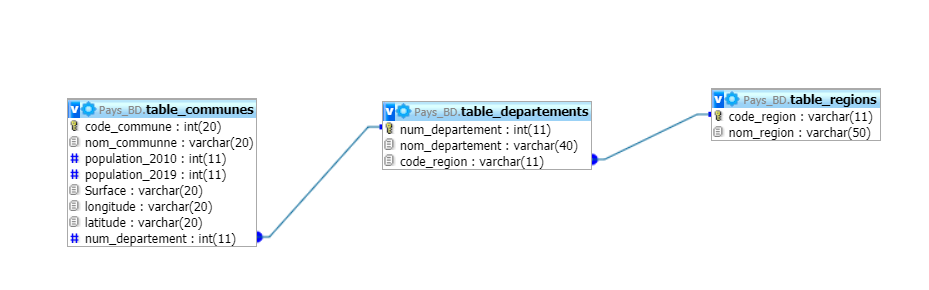 Pays_BD.table_communes
code_commune : int(20)
nom_communne : varchar(20)
population_2010 : int(11)
population_2019 : int(11)
Surface : varchar(20)
longitude : varchar(20)
latitude : varchar(20)
num_departement : int(11)
Pays_BD.table_departements
num_departement : int(11)
nom_departement : varchar(40)
code_region : varchar(11)
Pays_BD.table_regions
code_region : varchar(11)
nom_region : varchar(50)